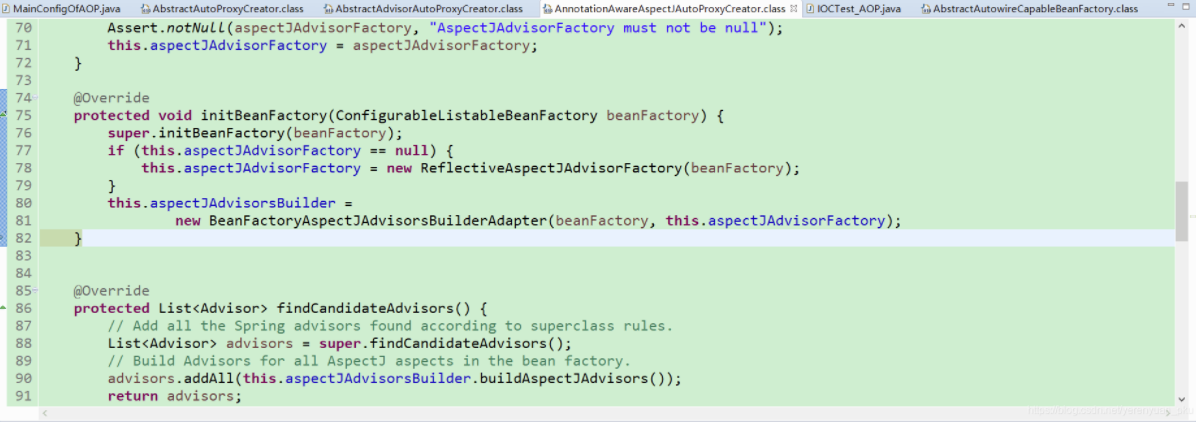 MainConfigOfAOP.java AbstractAutoProxyCreator.class AbstractAdvisorAutoProxyCreator.class AnnotationAwareAspectJAutoProxyCreator.class IOCTest_AOP.java AbstractAutowireCapableBeanFactory.class
70 Assert.notNull(aspectJAdvisorFactory, "AspectJAdvisorFactory must not be null");
71 this.aspectJAdvisorFactory = aspectJAdvisorFactory;
72 }
73
74 @Override
75 protected void initBeanFactory(ConfigurableListableBeanFactory beanFactory) {
76 super.initBeanFactory(beanFactory);
77 if (this.aspectJAdvisorFactory == null) {
78 this.aspectJAdvisorFactory = new ReflectiveAspectJAdvisorFactory(beanFactory);
79 }
80 this.aspectJAdvisorsBuilder =
81 new BeanFactoryAspectJAdvisorsBuilderAdapter(beanFactory, this.aspectJAdvisorFactory);
82 }
83
84
85 @Override
86 protected List<Advisor> findCandidateAdvisors() {
87 // Add all the Spring advisors found according to superclass rules.
88 List<Advisor> advisors = super.findCandidateAdvisors();
89 // Build Advisors for all AspectJ aspects in the bean factory.
90 advisors.addAll(this.aspectJAdvisorsBuilder.buildAspectJAdvisors());
91 return advisors;